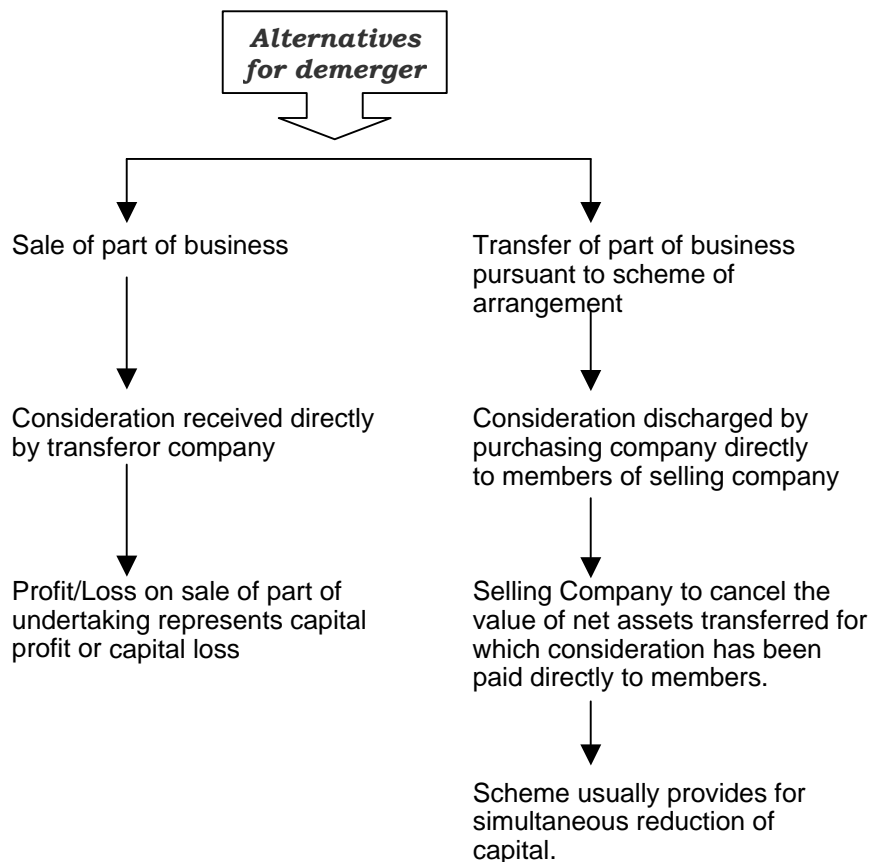 Alternatives
for demerger
Sale of part of business
Consideration received directly
by transferor company
Profit/Loss on sale of part of
undertaking represents capital
profit or capital loss
Transfer of part of business
pursuant to scheme of
arrangement
Consideration discharged by
purchasing company directly
to members of selling company
Selling Company to cancel the
value of net assets transferred for
which consideration has been
paid directly to members.
Scheme usually provides for
simultaneous reduction of
capital.